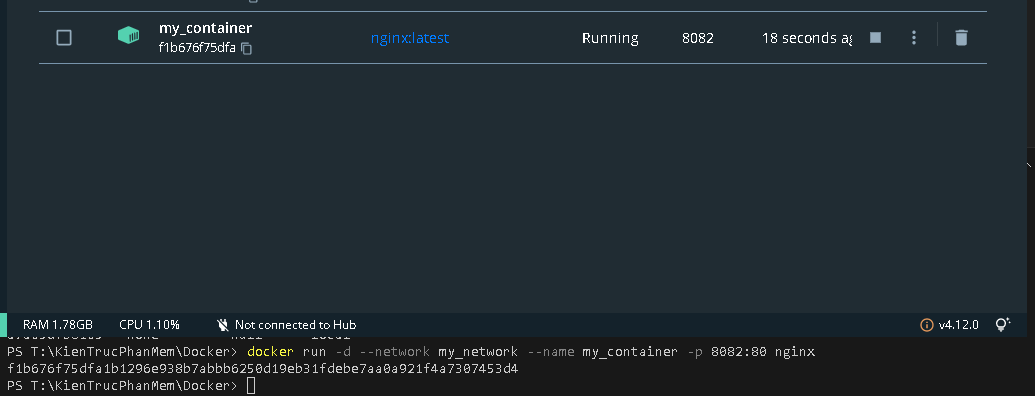 my_container
f1b676f75dfa
nginx:latest
Running
8082
18 seconds ag
RAM 1.78GB CPU 1.10% Not connected to Hub v4.12.0
PS T:\KienTrucPhanMem\Docker> docker run -d --network my_network --name my_container -p 8082:80 nginx
f1b676f75dfa1b1296e938b7abbb6250d19eb31fdebe7aa0a921f4a7307453d4
PS T:\KienTrucPhanMem\Docker>